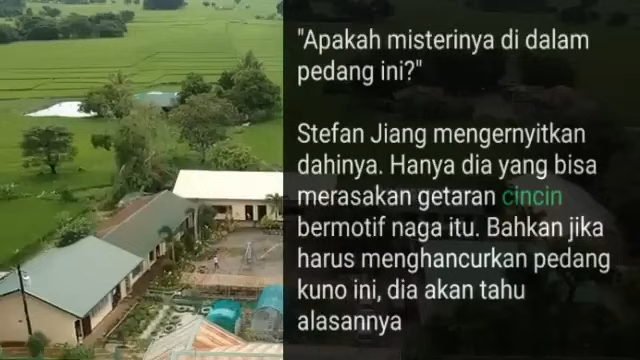 "Apakah misterinya di dalam
pedang ini?"
Stefan Jiang mengernyitkan
dahinya. Hanya dia yang bisa
merasakan getaran cincin
bermotif naga itu. Bahkan jika
harus menghancurkan pedang
kuno ini, dia akan tahu
alasannya